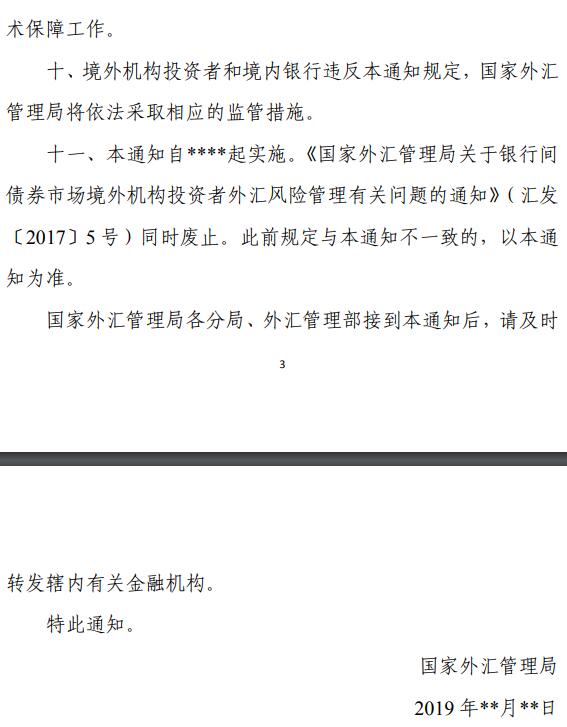 术保障工作。
十、境外机构投资者和境内银行违反本通知规定，国家外汇
管理局将依法采取相应的监管措施。
十一、本通知自****起实施。《国家外汇管理局关于银行间
债券市场境外机构投资者外汇风险管理有关问题的通知》（汇发
〔2017〕5 号）同时废止。此前规定与本通知不一致的，以本通
知为准。
国家外汇管理局各分局、外汇管理部接到本通知后，请及时
3
转发辖内有关金融机构。
特此通知。
国家外汇管理局
2019 年**月**日